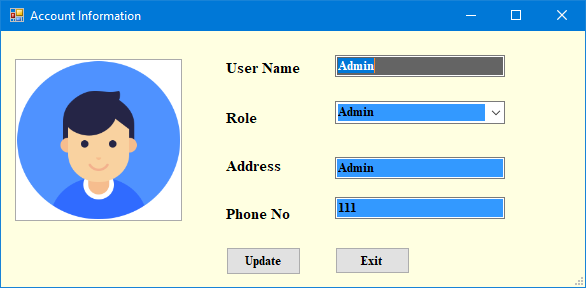 Account Information
User Name Admin
Role Admin
Address Admin
Phone No 111
Update Exit